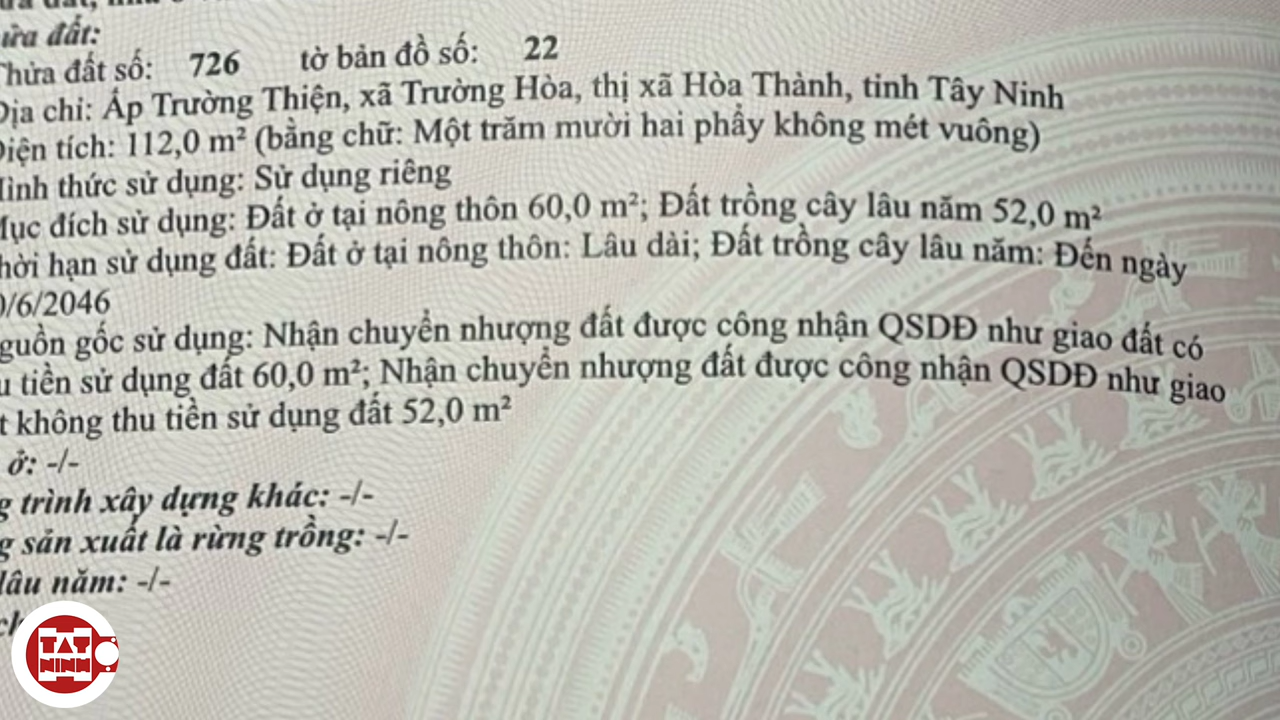 ửa đất:
Thửa đất số: 726 tờ bản đồ số: 22
Địa chỉ: Ấp Trường Thiện, xã Trường Hòa, thị xã Hòa Thành, tỉnh Tây Ninh
Diện tích: 112,0 m² (bằng chữ: Một trăm mười hai phẩy không mét vuông)
Hình thức sử dụng: Sử dụng riêng
Mục đích sử dụng: Đất ở tại nông thôn 60,0 m²; Đất trồng cây lâu năm 52,0 m²
hời hạn sử dụng đất: Đất ở tại nông thôn: Lâu dài; Đất trồng cây lâu năm: Đến ngày
0/6/2046
guồn gốc sử dụng: Nhận chuyển nhượng đất được công nhận QSDĐ như giao đất có
u tiền sử dụng đất 60,0 m²; Nhận chuyển nhượng đất được công nhận QSDĐ như giao
t không thu tiền sử dụng đất 52,0 m²
ở: -/-
g trình xây dựng khác: -/-
g sản xuất là rừng trồng: -/-
lâu năm: -/-
TAY
NINH